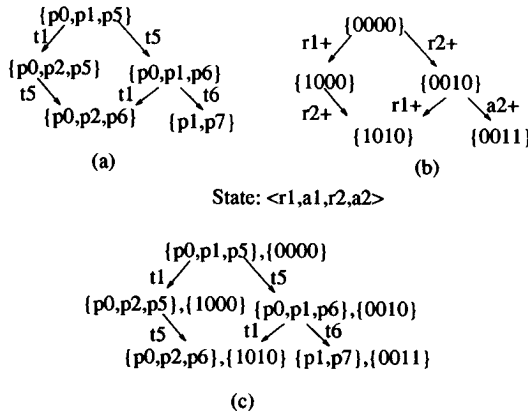 {p0,p1,p5}
t1 t5
{p0,p2,p5} {p0,p1,p6}
t5 t1 t6
{p0,p2,p6} {p1,p7}
(a)
{0000}
r1+ r2+
{1000} {0010}
r2+ r1+ a2+
{1010} {0011}
(b)
State: <r1,a1,r2,a2>
{p0,p1,p5},{0000}
t1 t5
{p0,p2,p5},{1000} {p0,p1,p6},{0010}
t5 t1 t6
{p0,p2,p6},{1010} {p1,p7},{0011}
(c)